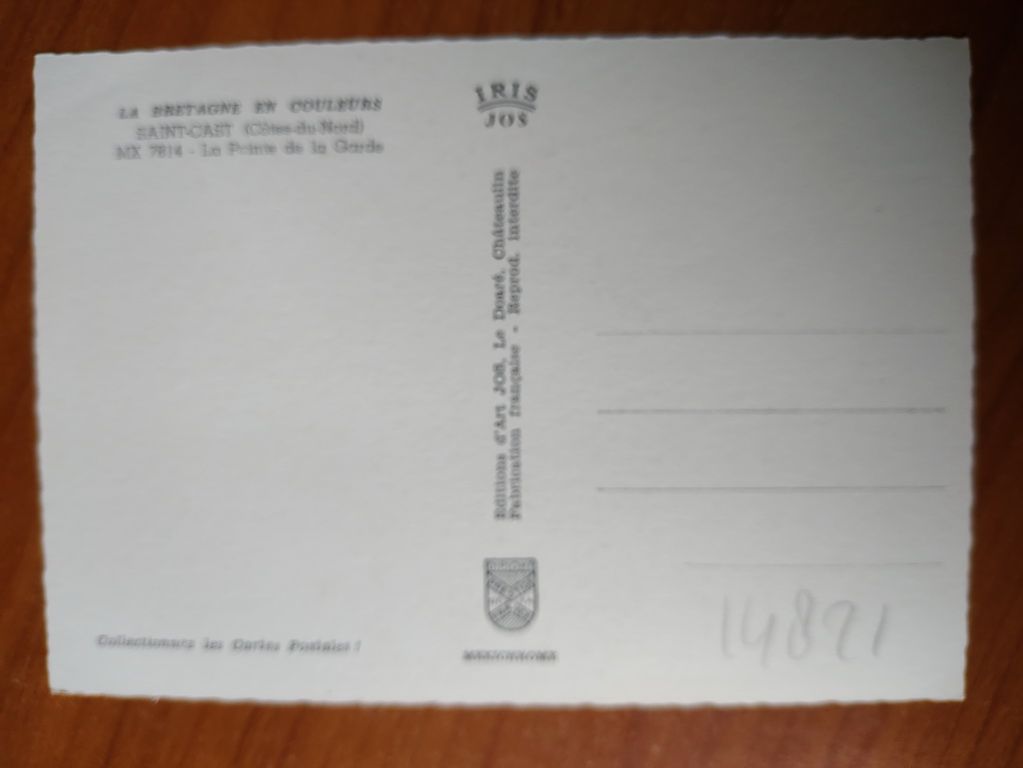 LA BRETAGNE EN COULEURS
SAINT-CAST (Côtes-du-Nord)
MX 7814 - La Pointe de la Garde
IRIS
JOS
Editions d'Art JOS, Le Doaré, Châteaulin
Fabrication française - Reprod. interdite
MEXICHROME
Collectionnez les Cartes Postales !
14821